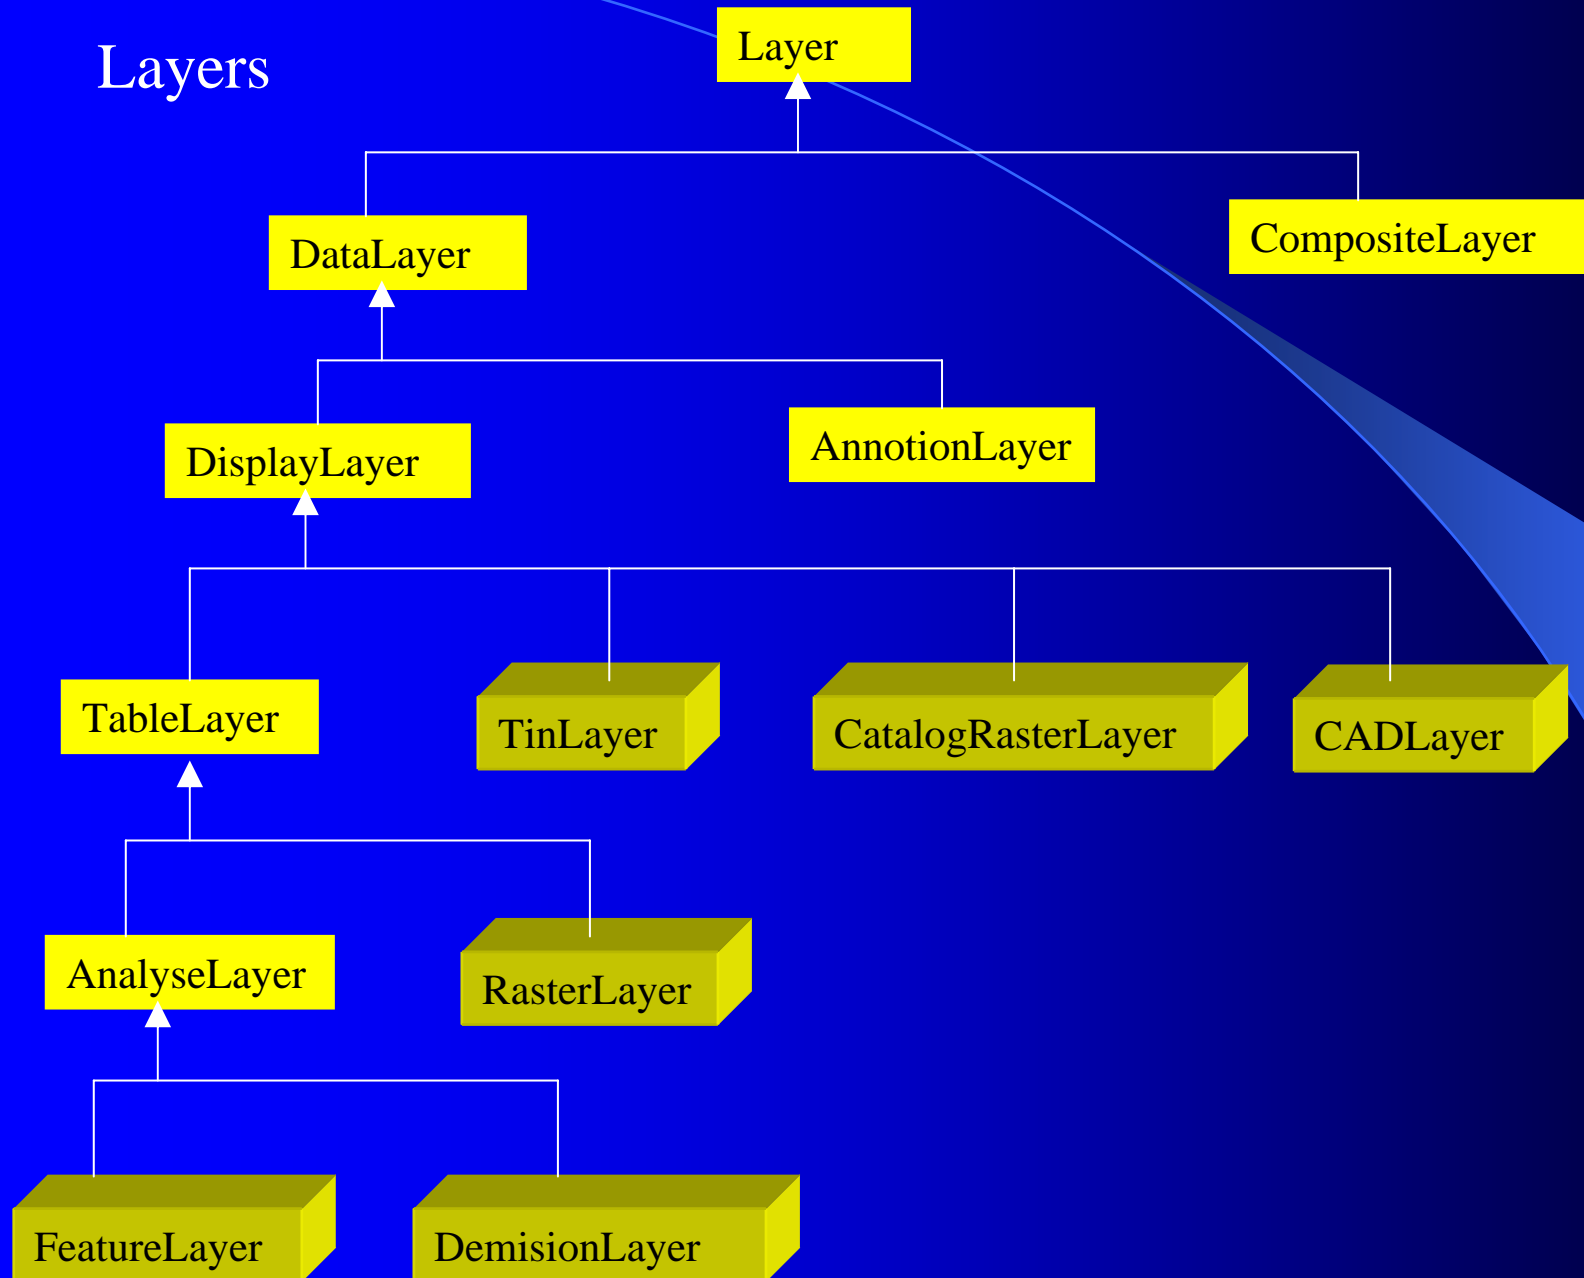 Layers
Layer
DataLayer
CompositeLayer
DisplayLayer
AnnotionLayer
TableLayer
TinLayer
CatalogRasterLayer
CADLayer
AnalyseLayer
RasterLayer
FeatureLayer
DemisionLayer